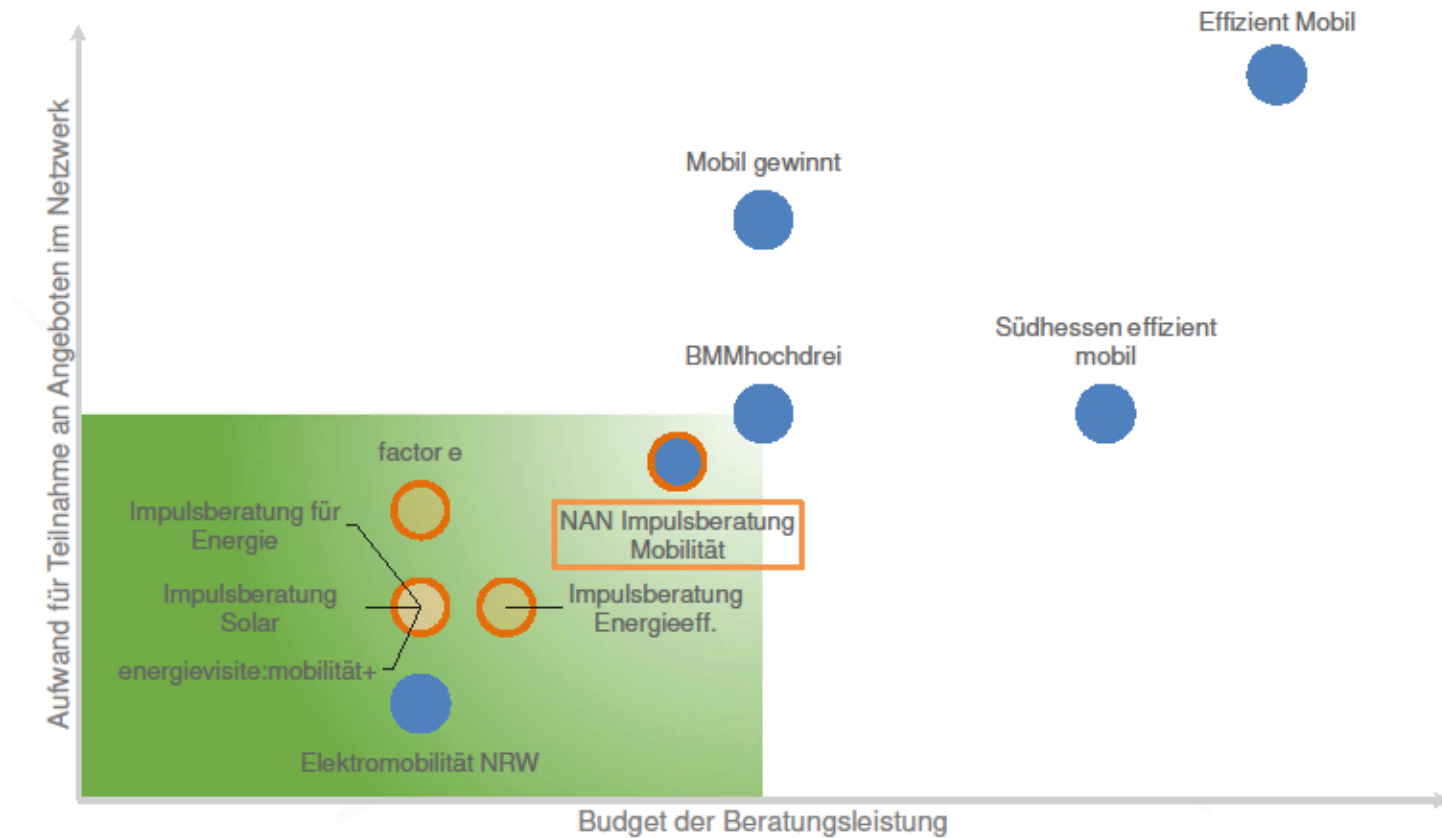 Effizient Mobil
Aufwand für Teilnahme an Angeboten im Netzwerk
Mobil gewinnt
Südhessen effizient
mobil
BMMhochdrei
factor e
Impulsberatung für
Energie
NAN Impulsberatung
Mobilität
Impulsberatung
Solar
Impulsberatung
Energieeff.
energievisite:mobilität+
Elektromobilität NRW
Budget der Beratungsleistung